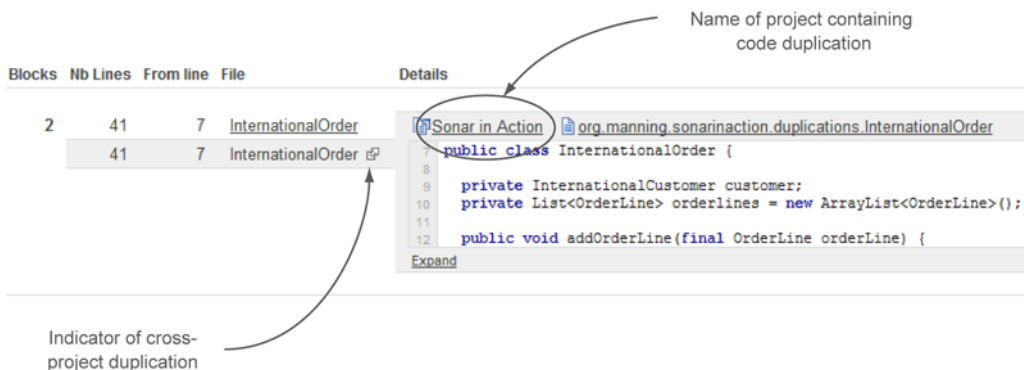 Name of project containing
code duplication
Blocks Nb Lines From line File Details
2 41 7 InternationalOrder
41 7 InternationalOrder
Sonar in Action org.manning.sonarinaction.duplications.InternationalOrder
7 public class InternationalOrder {
8
9 private InternationalCustomer customer;
10 private List<OrderLine> orderlines = new ArrayList<OrderLine>();
11
12 public void addOrderLine(final OrderLine orderLine) {
Expand
Indicator of cross-
project duplication